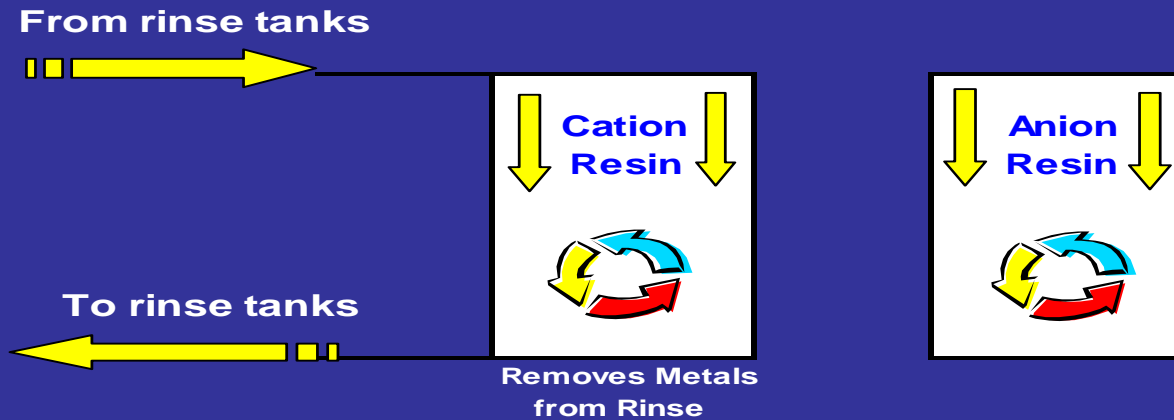 From rinse tanks
Cation
Resin
Anion
Resin
To rinse tanks
Removes Metals
from Rinse